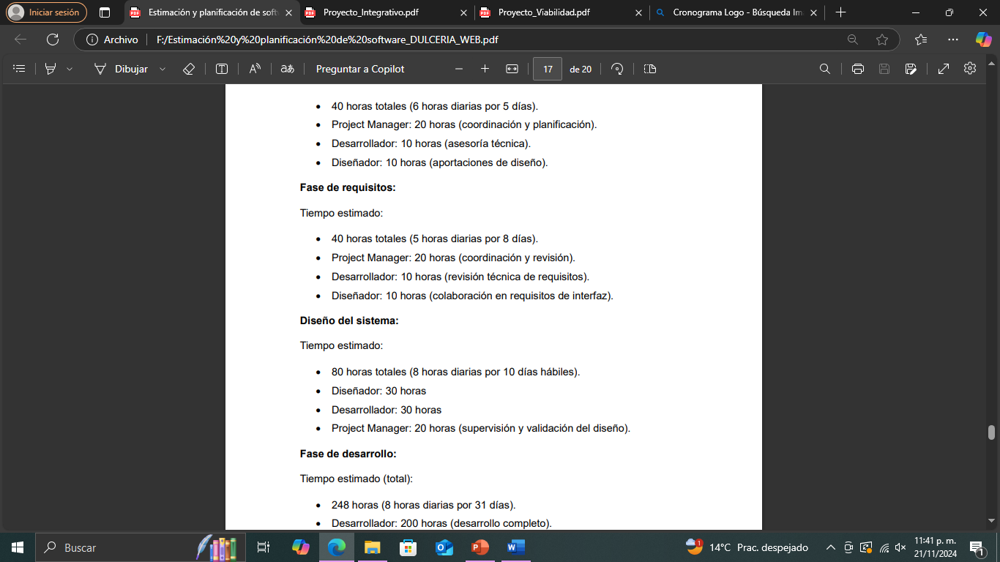 Iniciar sesión
Estimación y planificación de soft
Proyecto_Integrativo.pdf
Proyecto_Viabilidad.pdf
Cronograma Logo - Búsqueda Im
Archivo
F:/Estimación%20y%20planificación%20de%20software_DULCERIA_WEB.pdf
Dibujar
Preguntar a Copilot
17
de 20
• 40 horas totales (6 horas diarias por 5 días).
• Project Manager: 20 horas (coordinación y planificación).
• Desarrollador: 10 horas (asesoría técnica).
• Diseñador: 10 horas (aportaciones de diseño).
Fase de requisitos:
Tiempo estimado:
• 40 horas totales (5 horas diarias por 8 días).
• Project Manager: 20 horas (coordinación y revisión).
• Desarrollador: 10 horas (revisión técnica de requisitos).
• Diseñador: 10 horas (colaboración en requisitos de interfaz).
Diseño del sistema:
Tiempo estimado:
• 80 horas totales (8 horas diarias por 10 días hábiles).
• Diseñador: 30 horas
• Desarrollador: 30 horas
• Project Manager: 20 horas (supervisión y validación del diseño).
Fase de desarrollo:
Tiempo estimado (total):
• 248 horas (8 horas diarias por 31 días).
• Desarrollador: 200 horas (desarrollo completo).
Buscar
14°C Prac. despejado
11:41 p. m.
21/11/2024